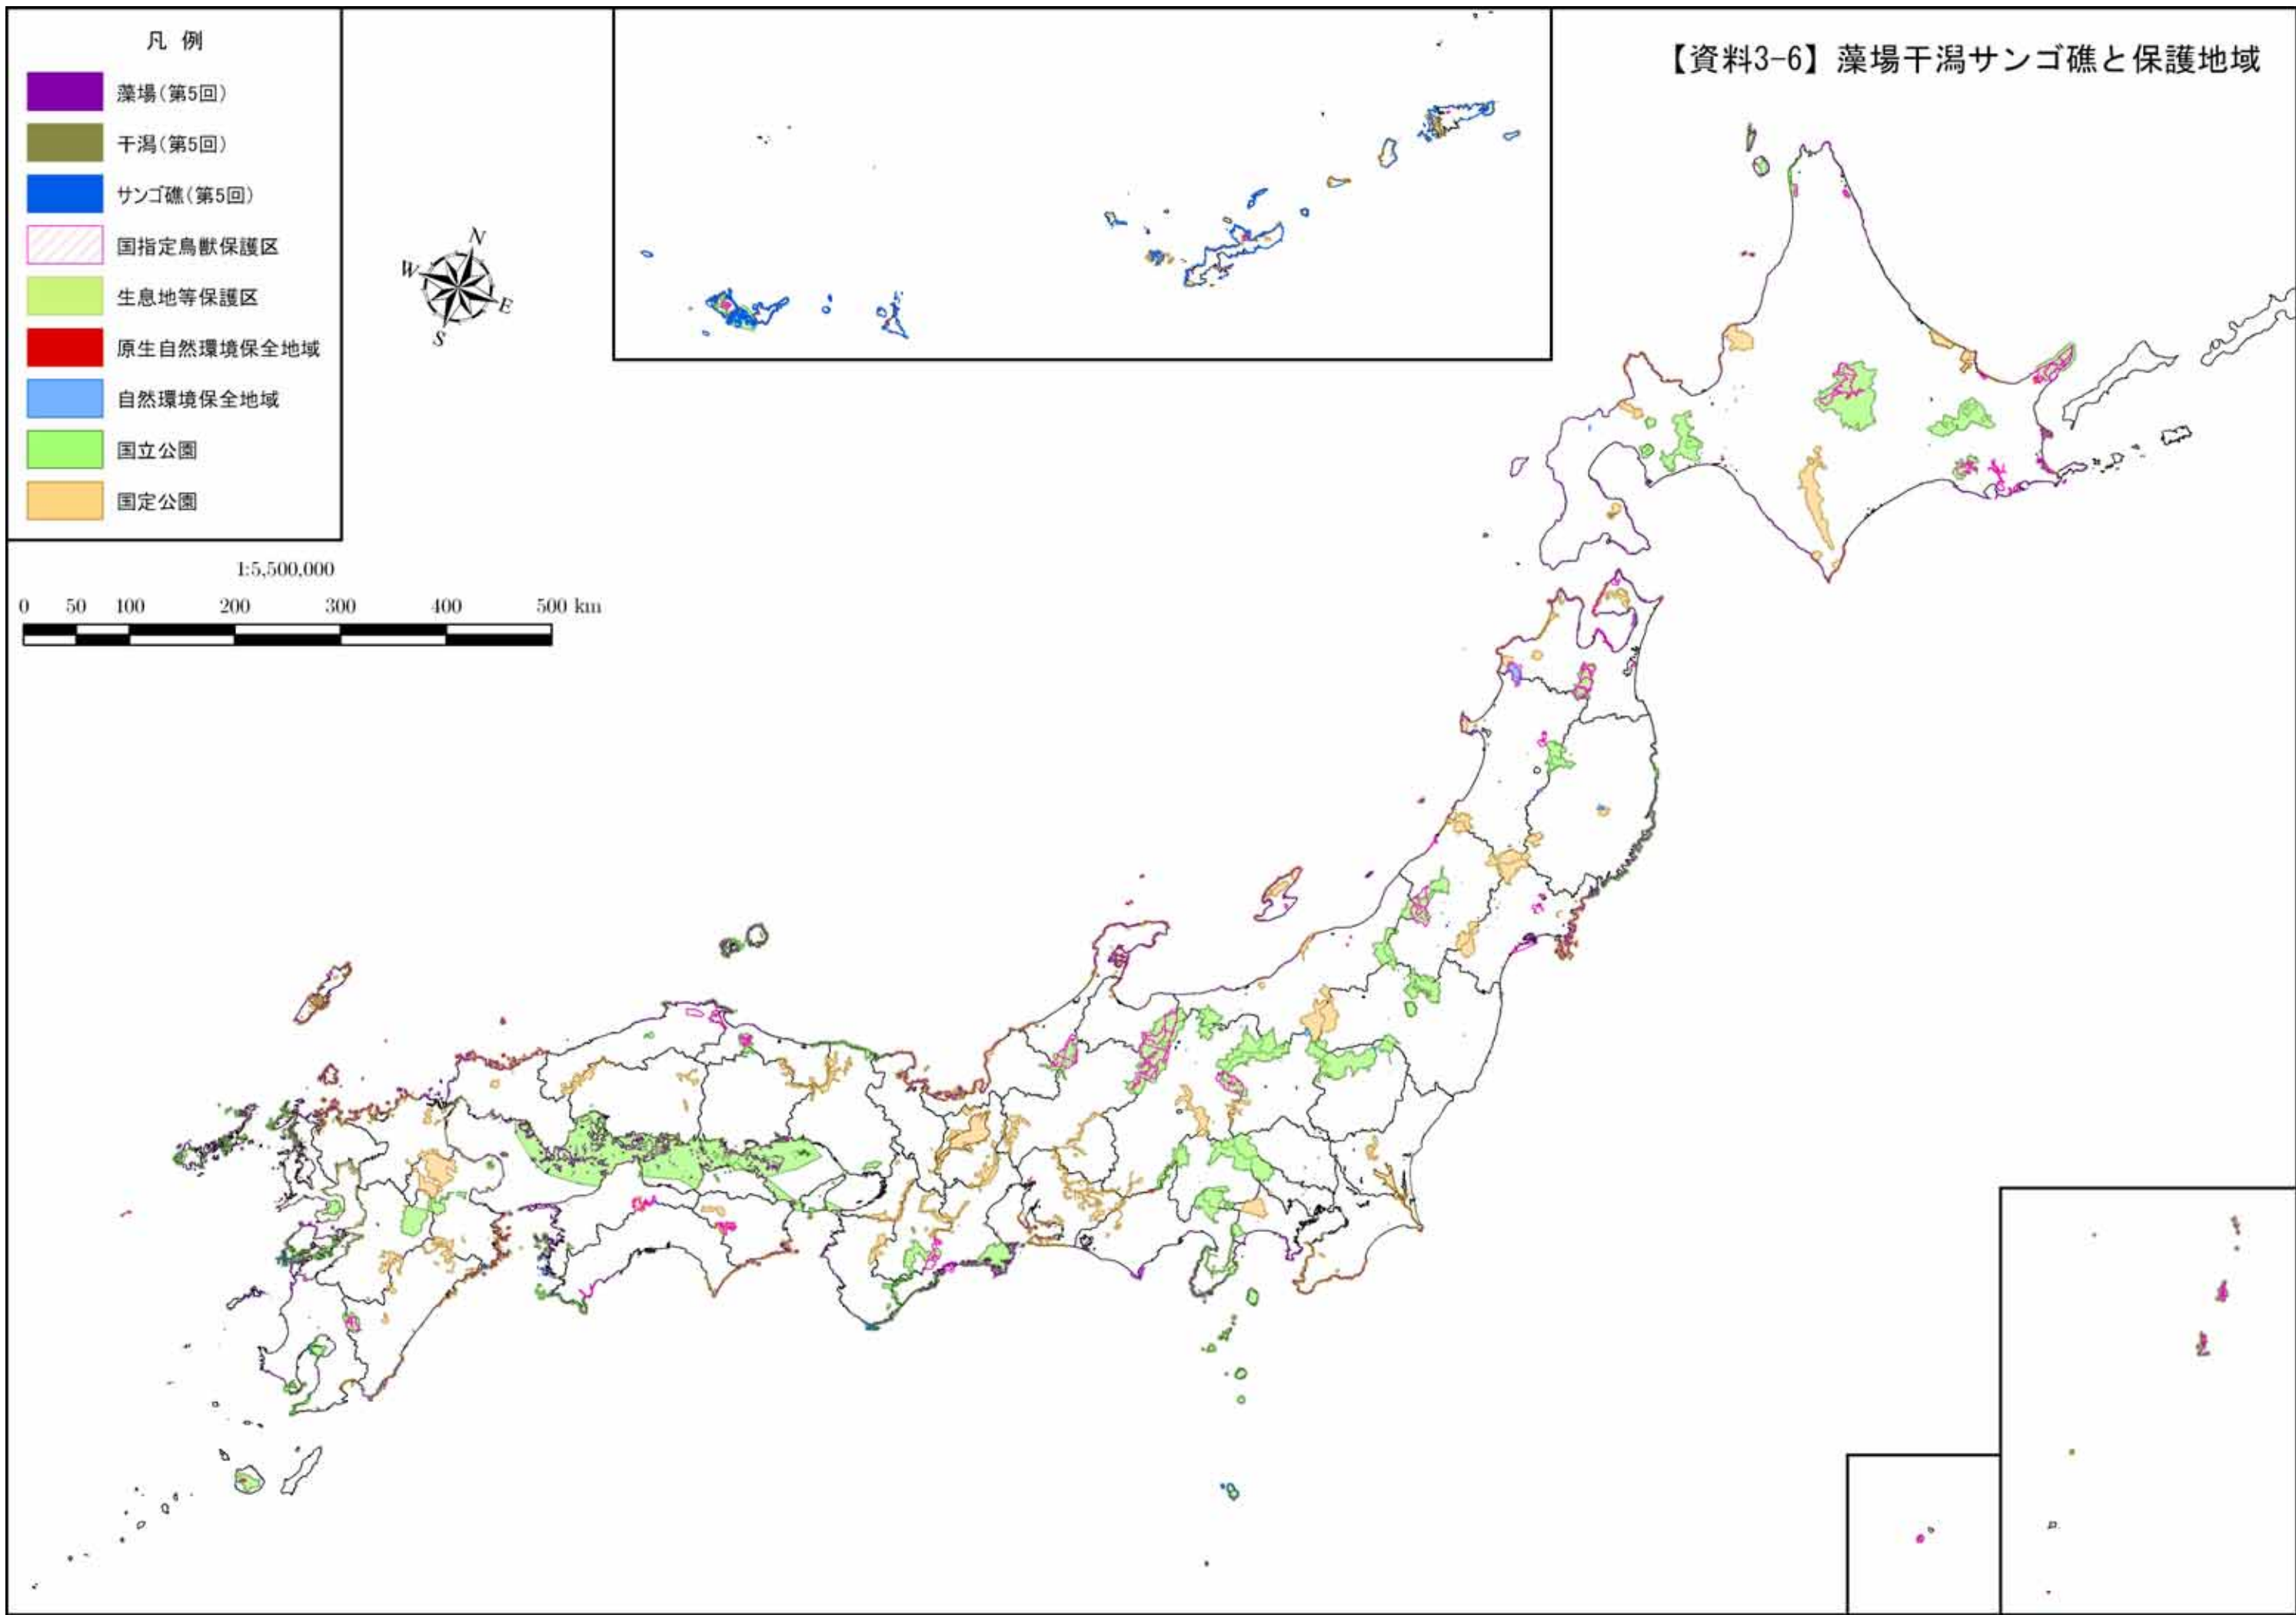 【資料3-6】藻場干潟サンゴ礁と保護地域
凡 例
藻場(第5回)
干潟(第5回)
サンゴ礁(第5回)
国指定鳥獣保護区
生息地等保護区
原生自然環境保全地域
自然環境保全地域
国立公園
国定公園
N
W
E
S
1:5,500,000
0 50 100 200 300 400 500 km